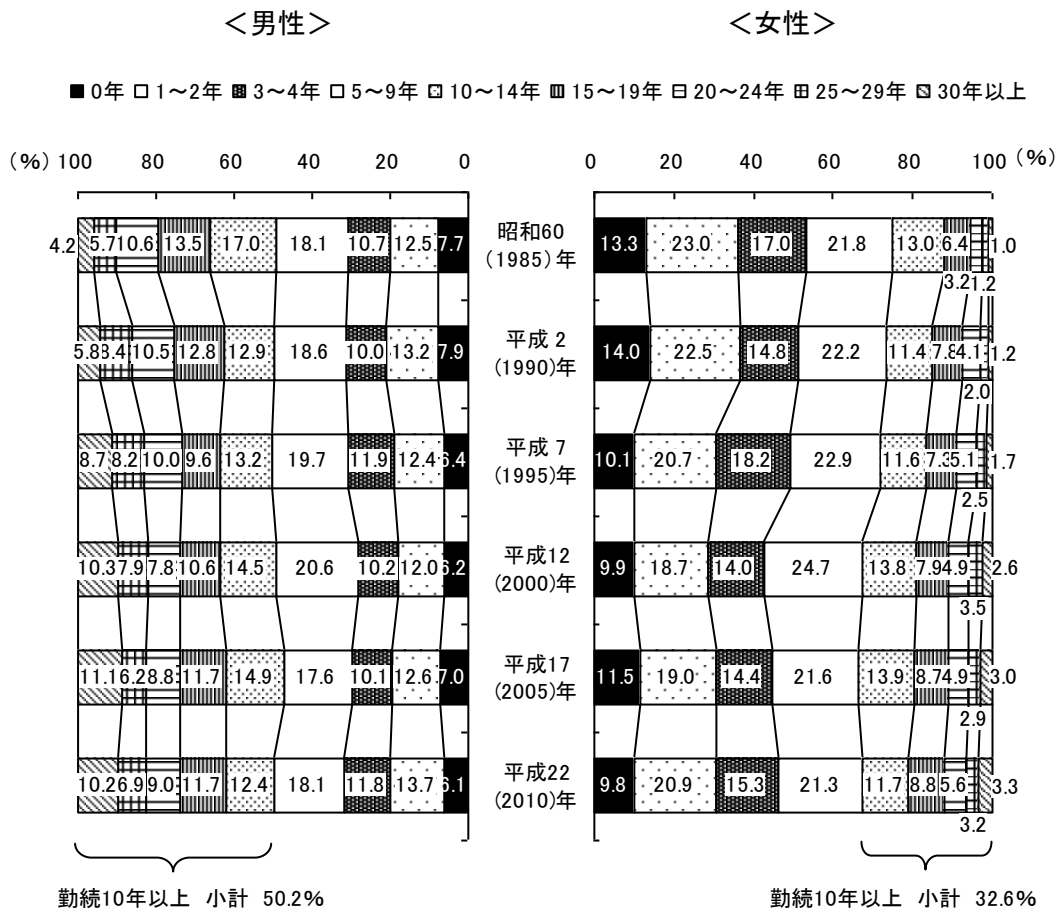 ＜男性＞ ＜女性＞
■0年 □1～2年 3～4年 □5～9年 10～14年 15～19年 20～24年 25～29年 30年以上
（%）100 80 60 40 20 0 0 20 40 60 80 100（%）
4.2 5.7 10.6 13.5 17.0 18.1 10.7 12.5 7.7 昭和60 13.3 23.0 17.0 21.8 13.0 6.4 1.0
（1985）年 3.2 1.2
5.8 8.4 10.5 12.8 12.9 18.6 10.0 13.2 7.9 平成 2 14.0 22.5 14.8 22.2 11.4 7.8 4.1 1.2
(1990)年 2.0
8.7 8.2 10.0 9.6 13.2 19.7 11.9 12.4 6.4 平成 7 10.1 20.7 18.2 22.9 11.6 7.3 5.1 1.7
(1995)年 2.5
10.3 7.9 7.8 10.6 14.5 20.6 10.2 12.0 6.2 平成12 9.9 18.7 14.0 24.7 13.8 7.9 4.9 2.6
(2000)年 3.5
11.1 6.2 8.8 11.7 14.9 17.6 10.1 12.6 7.0 平成17 11.5 19.0 14.4 21.6 13.9 8.7 4.9 3.0
(2005)年 2.9
10.2 6.9 9.0 11.7 12.4 18.1 11.8 13.7 6.1 平成22 9.8 20.9 15.3 21.3 11.7 8.8 5.6 3.3
(2010)年 3.2
勤続10年以上 小計 50.2% 勤続10年以上 小計 32.6%